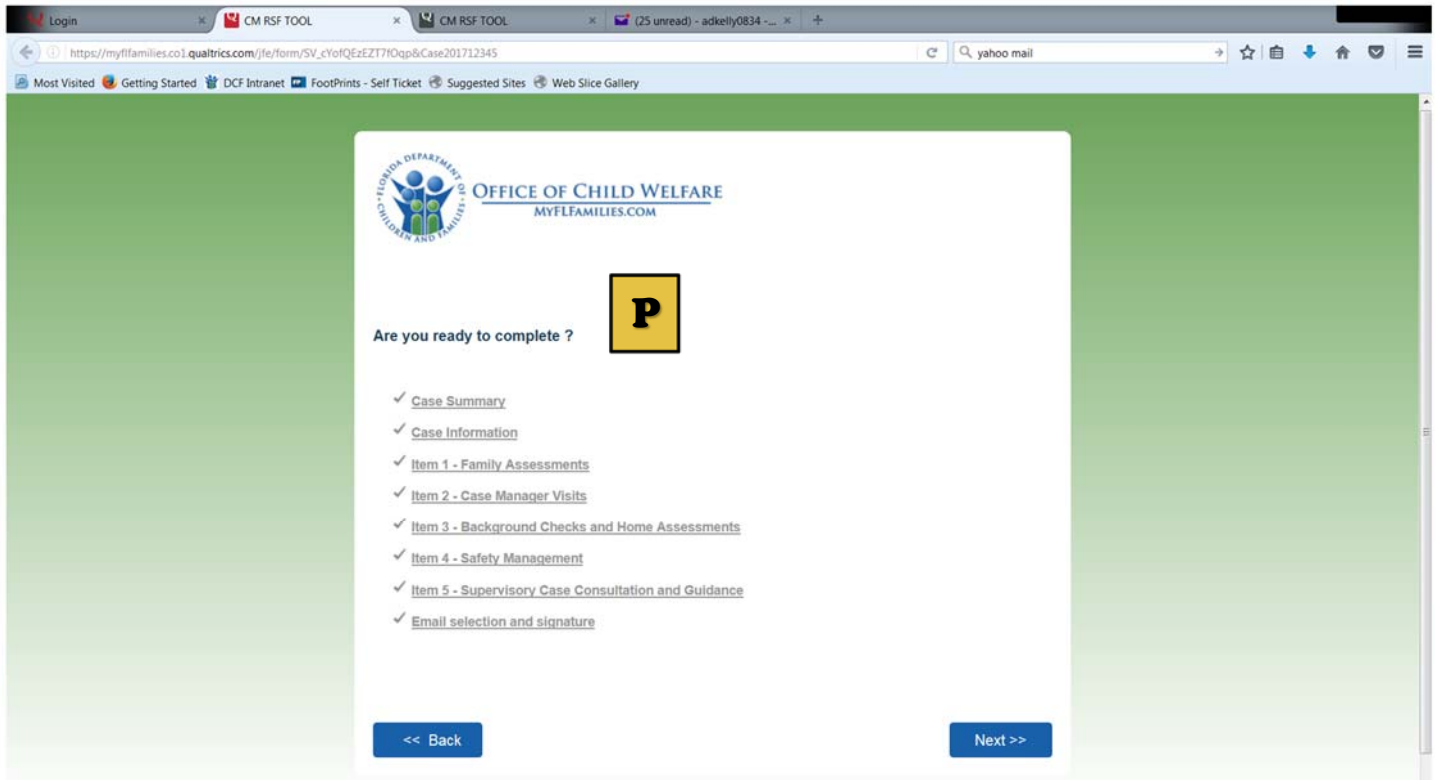 Login
CM RSF TOOL
CM RSF TOOL
(25 unread) - adkelly0834 -...
https://myflfamilies.co1.qualtrics.com/jfe/form/SV_cYofQEzEZT7fOqp&Case201712345
yahoo mail
Most Visited Getting Started DCF Intranet FootPrints - Self Ticket Suggested Sites Web Slice Gallery
FLORIDA DEPARTMENT OF CHILDREN AND FAMILIES
OFFICE OF CHILD WELFARE
MYFLFAMILIES.COM
P
Are you ready to complete ?
Case Summary
Case Information
Item 1 - Family Assessments
Item 2 - Case Manager Visits
Item 3 - Background Checks and Home Assessments
Item 4 - Safety Management
Item 5 - Supervisory Case Consultation and Guidance
Email selection and signature
<< Back
Next >>